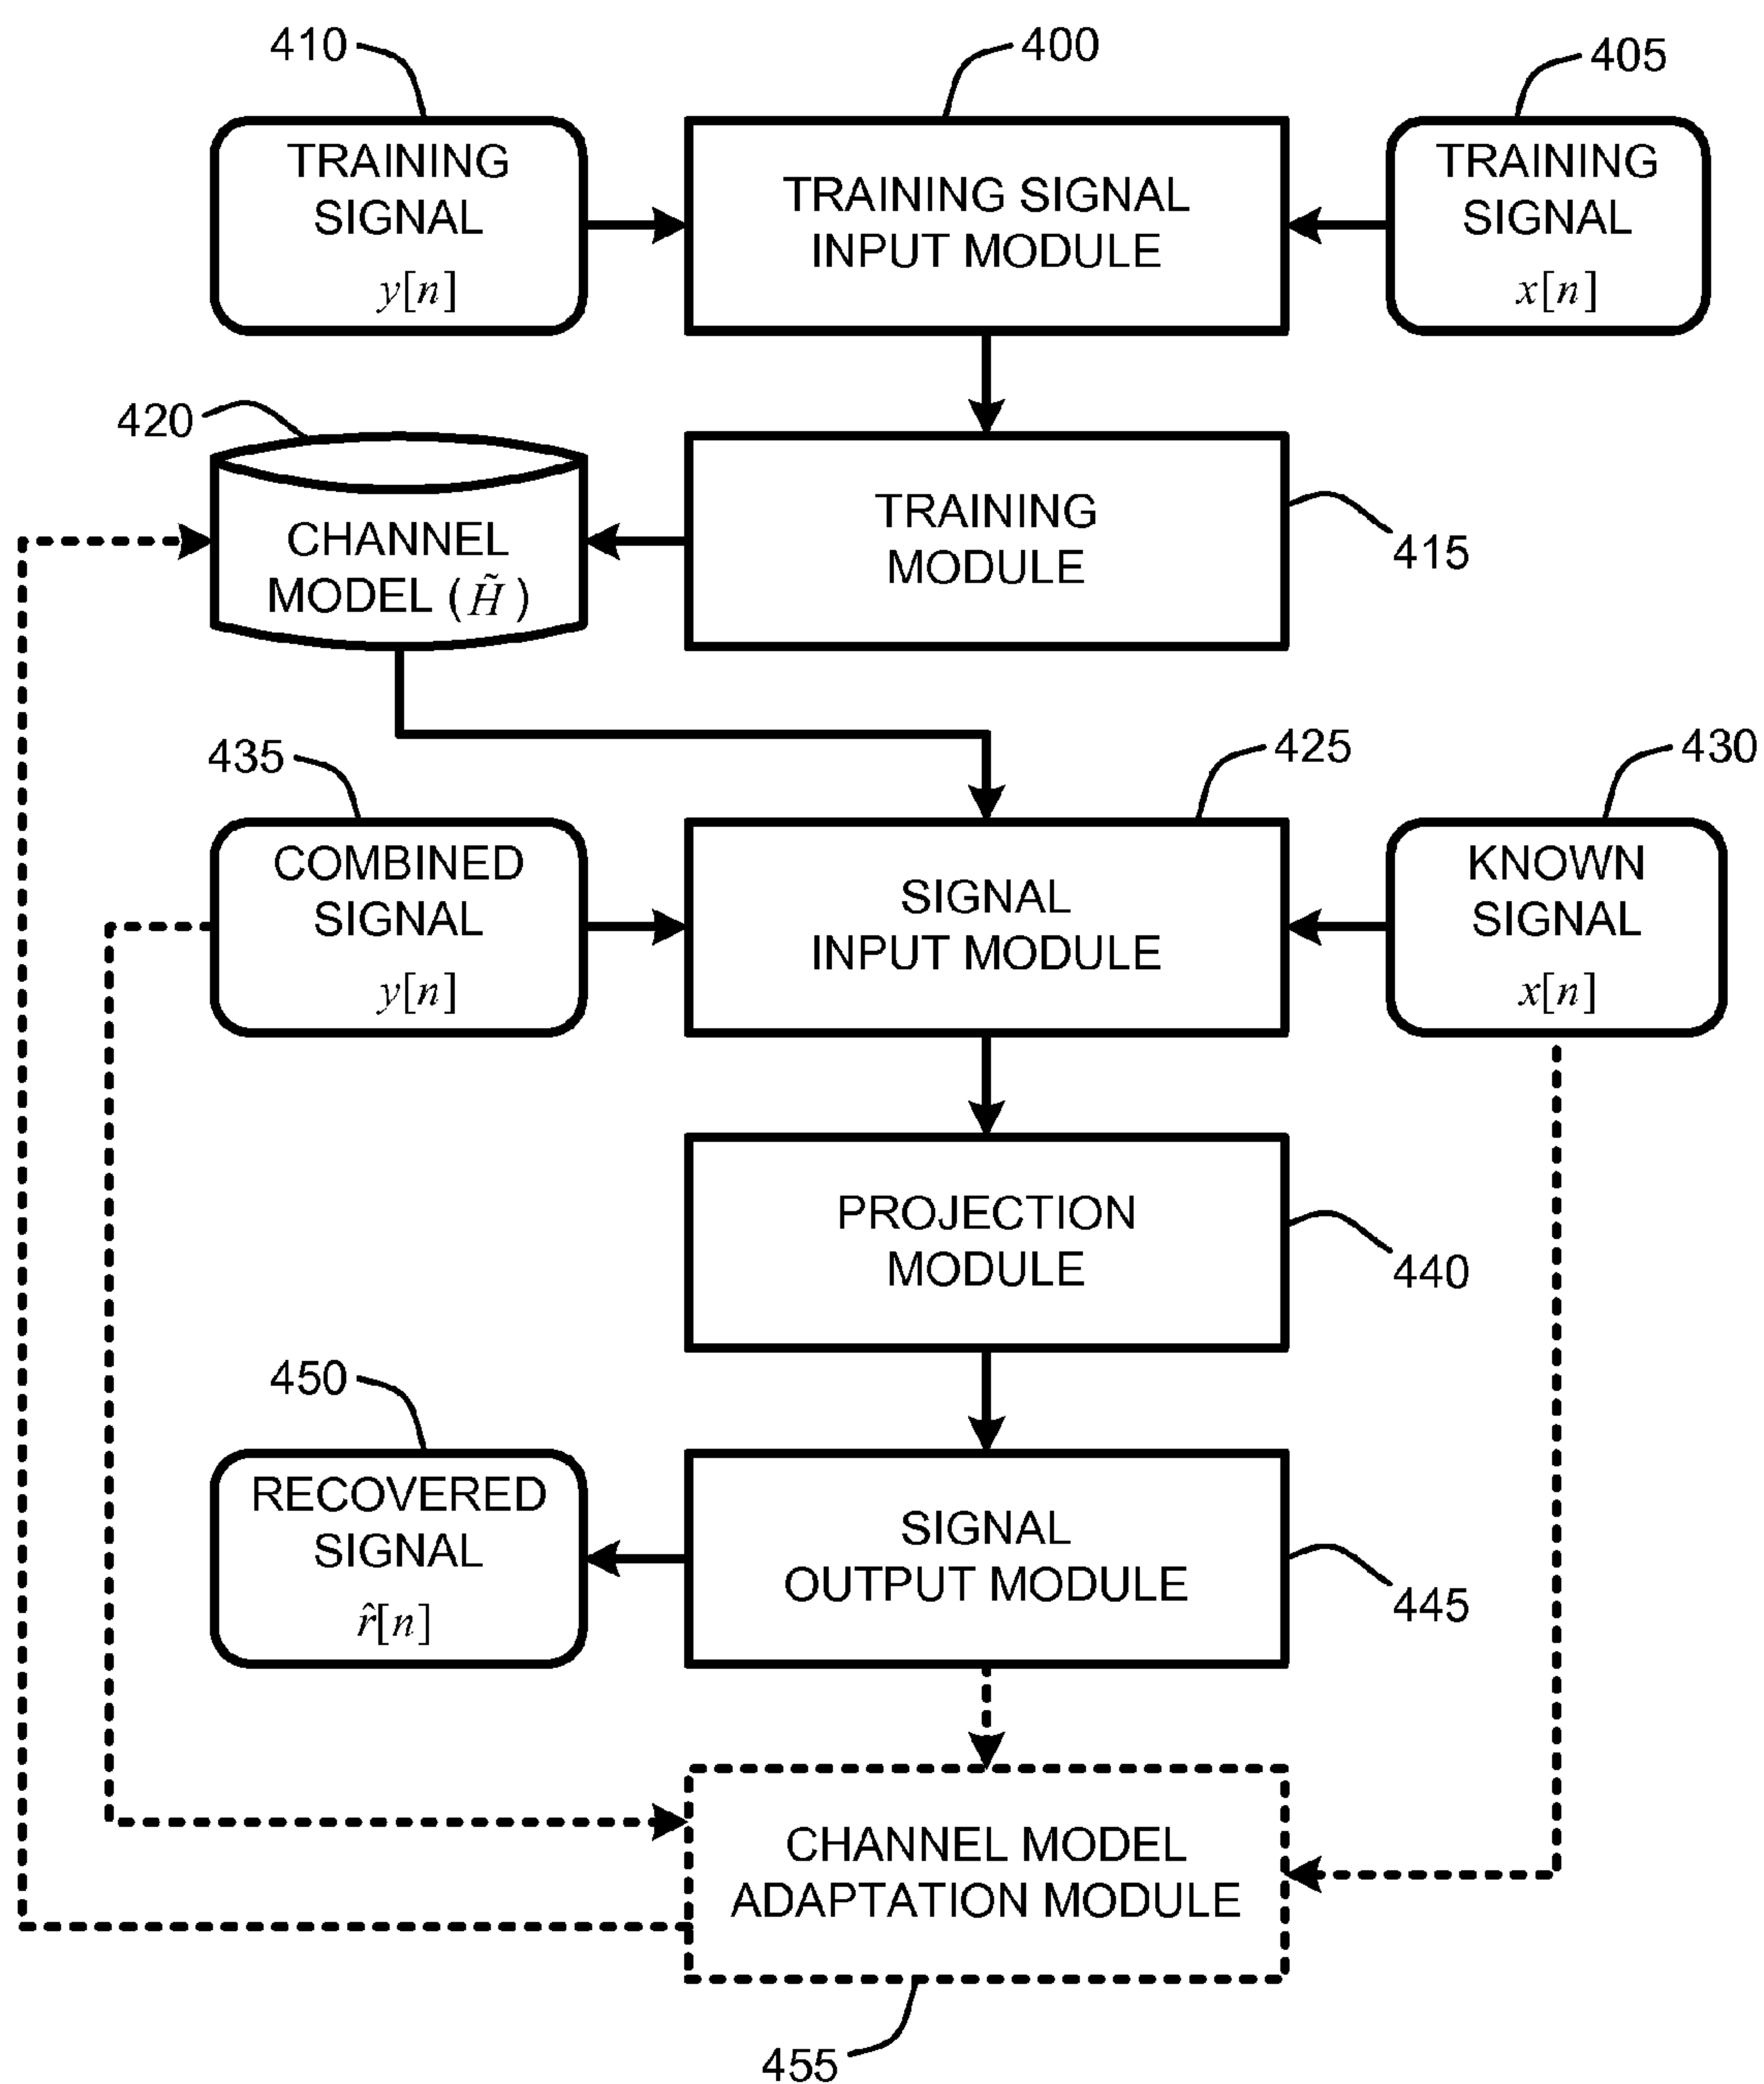 410
400
405
TRAINING
SIGNAL
y[n]
TRAINING SIGNAL
INPUT MODULE
TRAINING
SIGNAL
x[n]
420
CHANNEL
MODEL (H̃)
TRAINING
MODULE
415
435
425
430
COMBINED
SIGNAL
y[n]
SIGNAL
INPUT MODULE
KNOWN
SIGNAL
x[n]
PROJECTION
MODULE
440
450
RECOVERED
SIGNAL
r̂[n]
SIGNAL
OUTPUT MODULE
445
CHANNEL MODEL
ADAPTATION MODULE
455